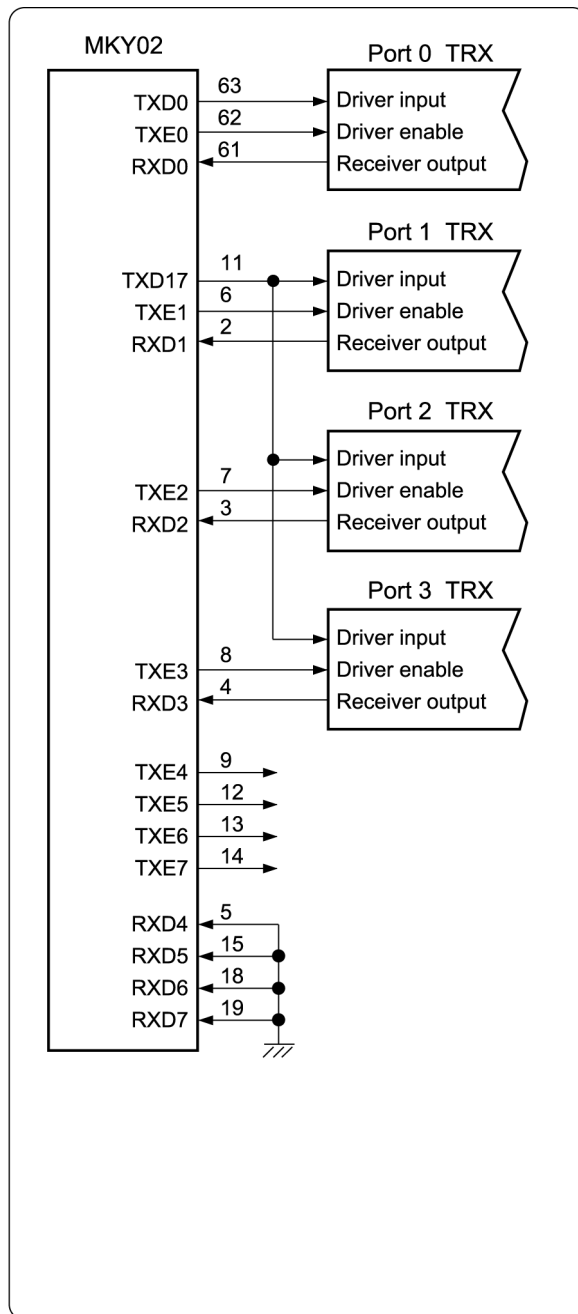 MKY02
Port 0 TRX
TXD0 63 Driver input
TXE0 62 Driver enable
RXD0 61 Receiver output
Port 1 TRX
TXD17 11 Driver input
TXE1 6 Driver enable
RXD1 2 Receiver output
Port 2 TRX
Driver input
TXE2 7 Driver enable
RXD2 3 Receiver output
Port 3 TRX
Driver input
TXE3 8 Driver enable
RXD3 4 Receiver output
TXE4 9
TXE5 12
TXE6 13
TXE7 14
RXD4 5
RXD5 15
RXD6 18
RXD7 19